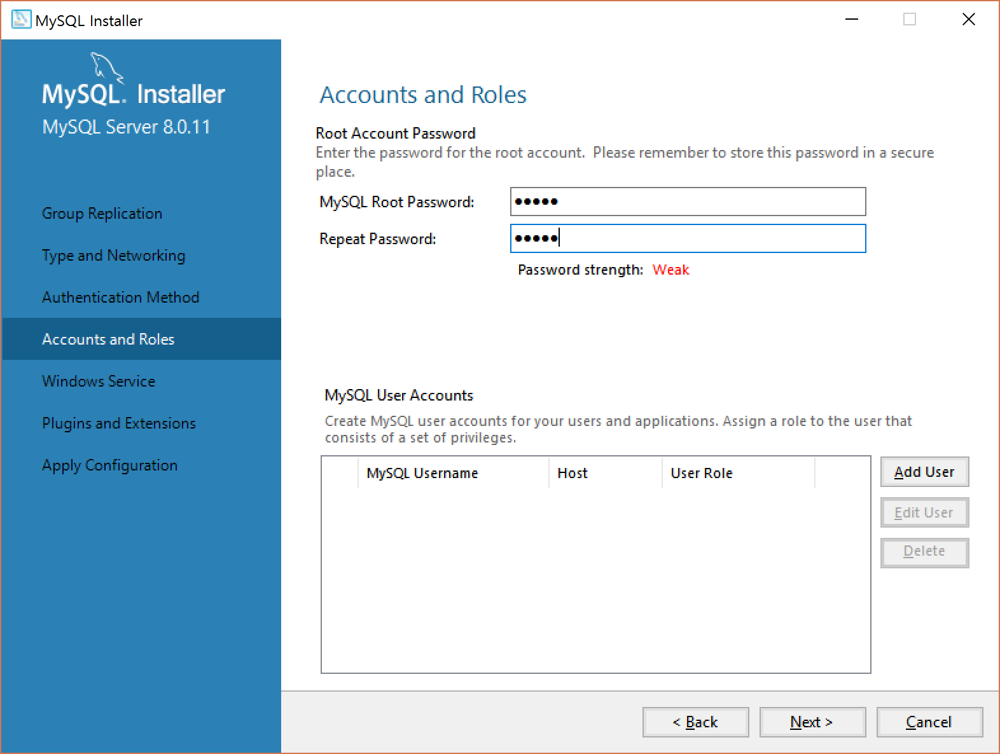 MySQL Installer
MySQL. Installer
MySQL Server 8.0.11
Group Replication
Type and Networking
Authentication Method
Accounts and Roles
Windows Service
Plugins and Extensions
Apply Configuration
Accounts and Roles
Root Account Password
Enter the password for the root account.  Please remember to store this password in a secure
place.
MySQL Root Password: ●●●●●
Repeat Password: ●●●●●
Password strength: Weak
MySQL User Accounts
Create MySQL user accounts for your users and applications. Assign a role to the user that
consists of a set of privileges.
MySQL Username Host User Role
Add User
Edit User
Delete
< Back Next > Cancel